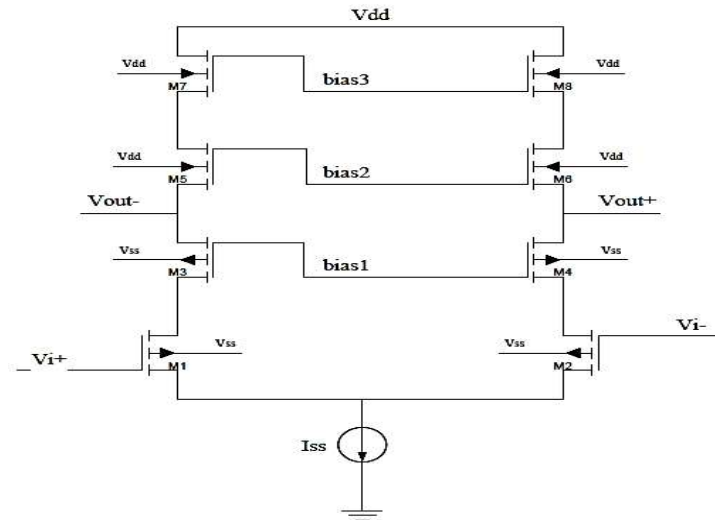 Vdd
Vdd M7 bias3 M8 Vdd
Vdd M5 bias2 M6 Vdd
Vout- Vout+
Vss M3 bias1 M4 Vss
Vi+ M1 Vss Vss M2 Vi-
Iss